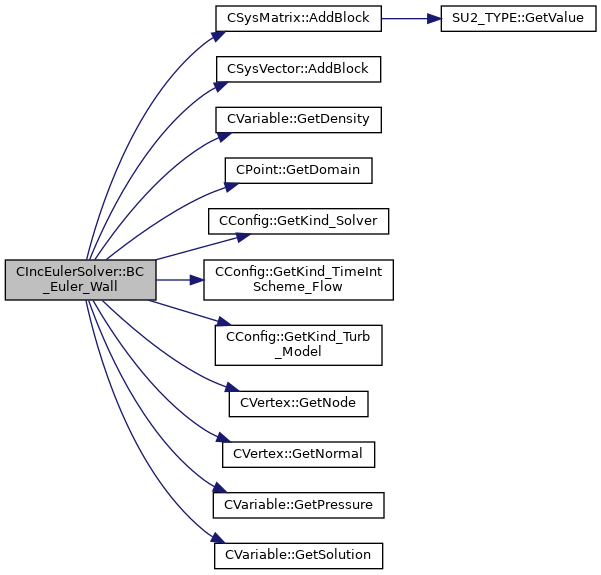 CSysMatrix::AddBlock
SU2_TYPE::GetValue
CSysVector::AddBlock
CVariable::GetDensity
CPoint::GetDomain
CConfig::GetKind_Solver
CIncEulerSolver::BC
_Euler_Wall
CConfig::GetKind_TimeInt
Scheme_Flow
CConfig::GetKind_Turb
_Model
CVertex::GetNode
CVertex::GetNormal
CVariable::GetPressure
CVariable::GetSolution